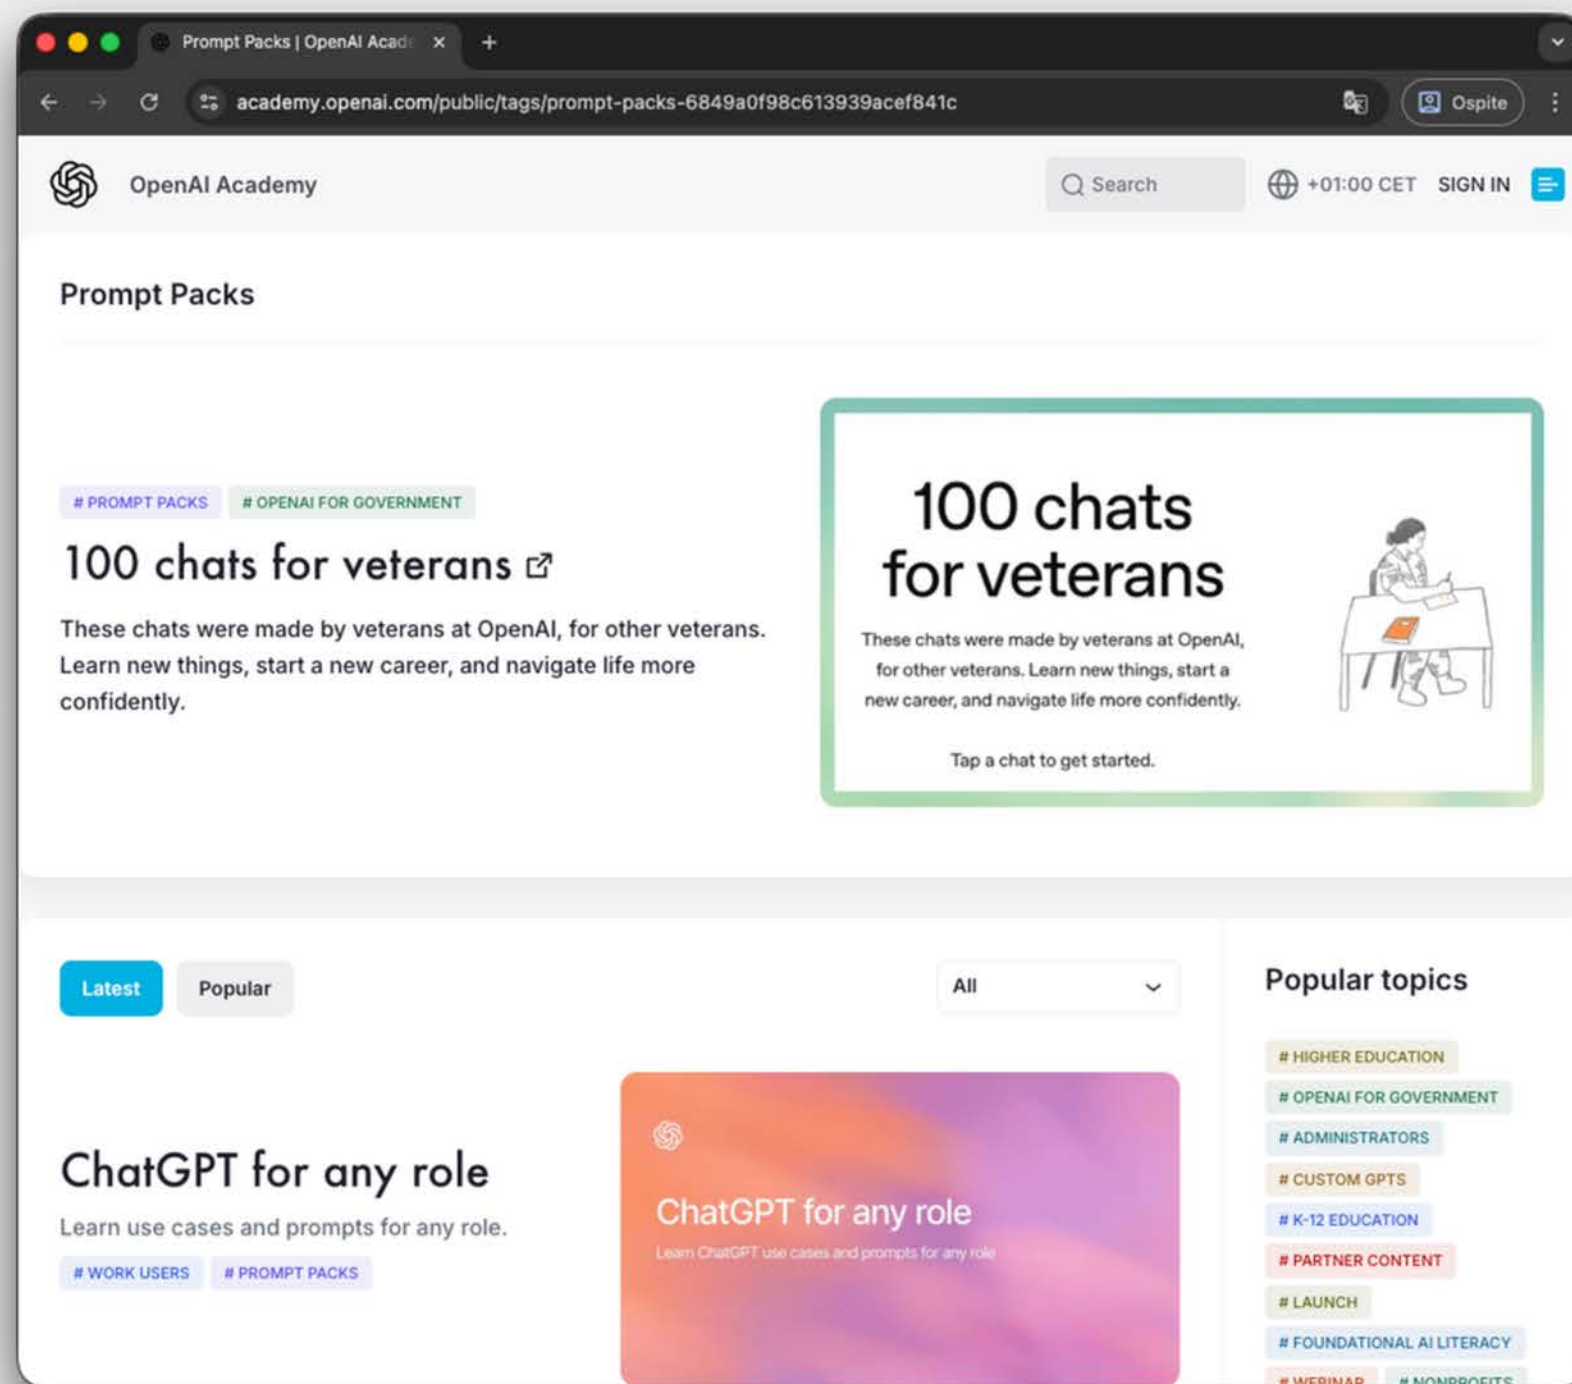 Prompt Packs | OpenAI Acad
academy.openai.com/public/tags/prompt-packs-6849a0f98c613939acef841c
Ospite
OpenAI Academy
Search
+01:00 CET
SIGN IN
Prompt Packs
# PROMPT PACKS
# OPENAI FOR GOVERNMENT
100 chats for veterans
These chats were made by veterans at OpenAI, for other veterans.
Learn new things, start a new career, and navigate life more
confidently.
100 chats
for veterans
These chats were made by veterans at OpenAI,
for other veterans. Learn new things, start a
new career, and navigate life more confidently.
Tap a chat to get started.
Latest
Popular
All
ChatGPT for any role
Learn use cases and prompts for any role.
# WORK USERS
# PROMPT PACKS
ChatGPT for any role
Learn ChatGPT use cases and prompts for any role
Popular topics
# HIGHER EDUCATION
# OPENAI FOR GOVERNMENT
# ADMINISTRATORS
# CUSTOM GPTS
# K-12 EDUCATION
# PARTNER CONTENT
# LAUNCH
# FOUNDATIONAL AI LITERACY
# WEBINAR
# NONPROFITS